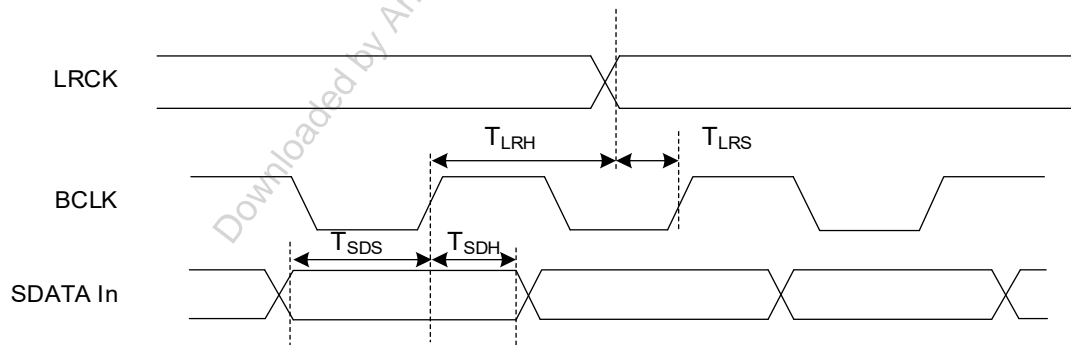 Downloaded by
LRCK
T_LRH
T_LRS
BCLK
T_SDS
T_SDH
SDATA In